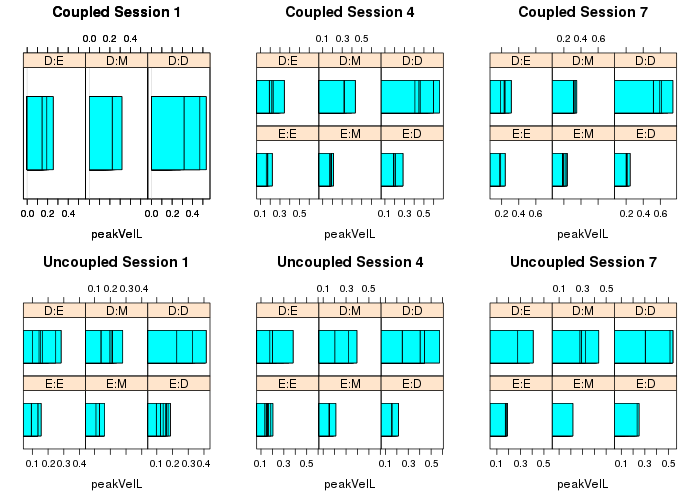 Coupled Session 1
0.0 0.2 0.4
D:E D:M D:D
0.0 0.2 0.4
0.0 0.2 0.4
peakVelL
Coupled Session 4
0.1 0.3 0.5
D:E D:M D:D
E:E E:M E:D
0.1 0.3 0.5
0.1 0.3 0.5
peakVelL
Coupled Session 7
0.2 0.4 0.6
D:E D:M D:D
E:E E:M E:D
0.2 0.4 0.6
0.2 0.4 0.6
peakVelL
Uncoupled Session 1
0.1 0.2 0.3 0.4
D:E D:M D:D
E:E E:M E:D
0.1 0.2 0.3 0.4
0.1 0.2 0.3 0.4
peakVelL
Uncoupled Session 4
0.1 0.3 0.5
D:E D:M D:D
E:E E:M E:D
0.1 0.3 0.5
0.1 0.3 0.5
peakVelL
Uncoupled Session 7
0.1 0.3 0.5
D:E D:M D:D
E:E E:M E:D
0.1 0.3 0.5
0.1 0.3 0.5
peakVelL